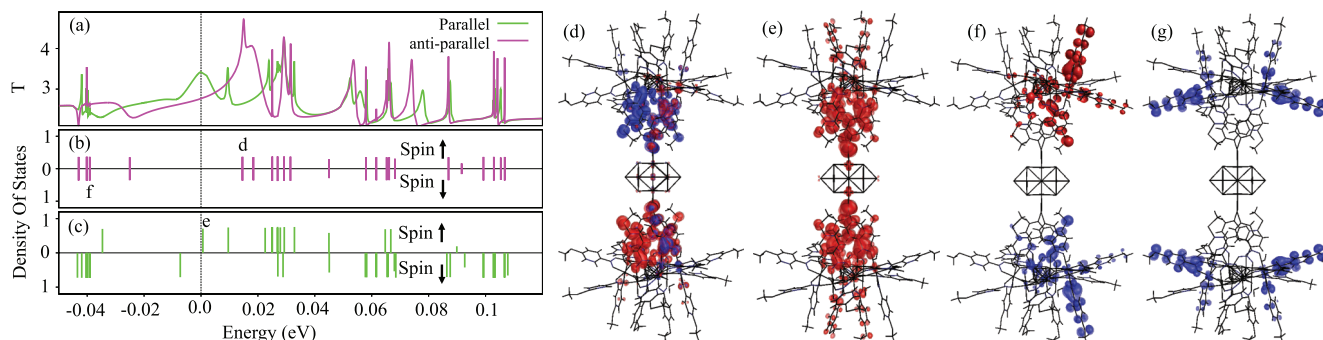 (a)
Parallel
anti-parallel
4
3
2
T
(b)
d
Spin ↑
Spin ↓
f
1
0
1
(c)
e
Spin ↑
Spin ↓
1
0
1
Density Of States
-0.04 -0.02 0.0 0.02 0.04 0.06 0.08 0.1
Energy (eV)
(d) (e) (f) (g)